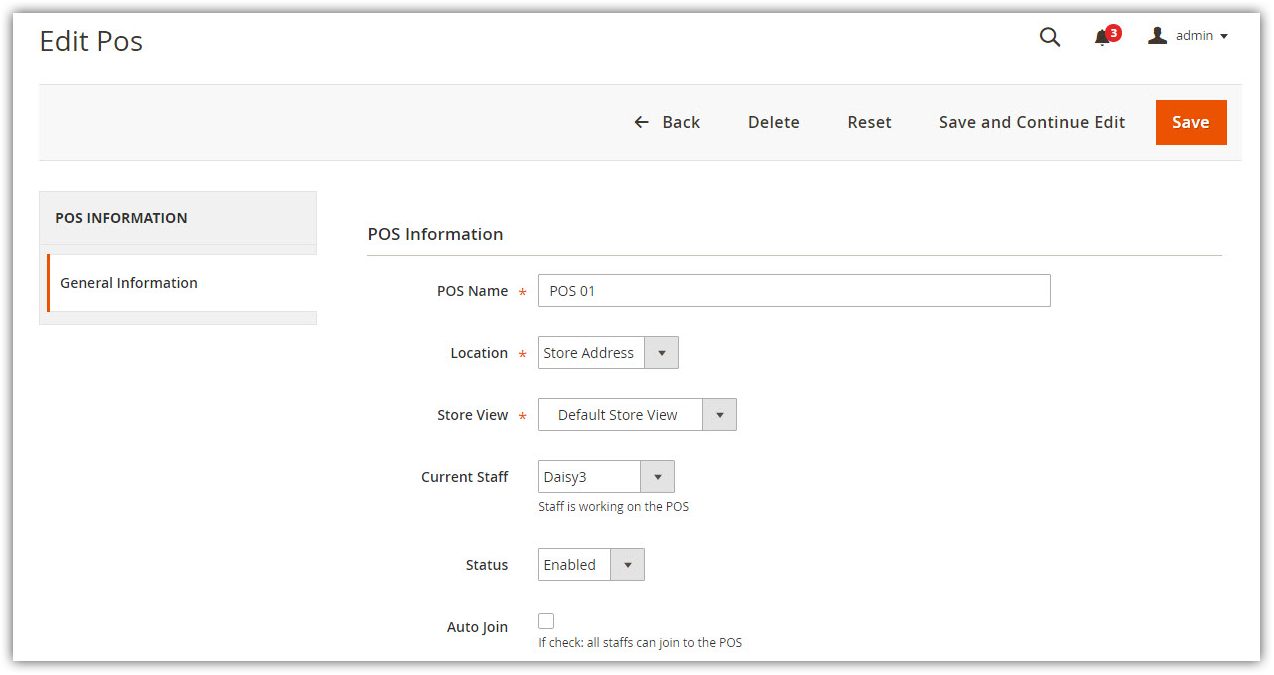 Edit Pos
3
admin
Back
Delete
Reset
Save and Continue Edit
Save
POS INFORMATION
General Information
POS Information
POS Name *
POS 01
Location *
Store Address
Store View *
Default Store View
Current Staff
Daisy3
Staff is working on the POS
Status
Enabled
Auto Join
If check: all staffs can join to the POS